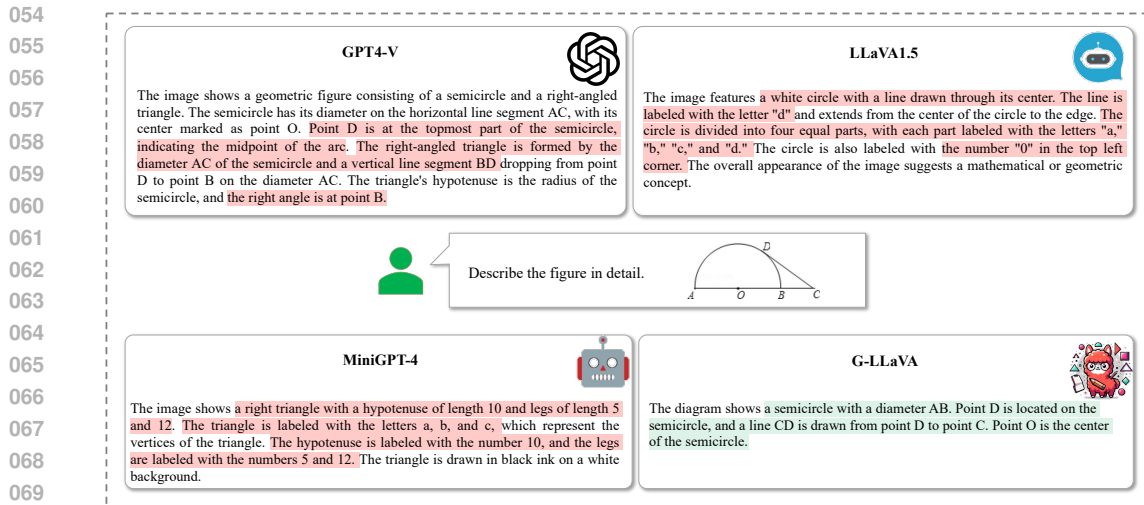 054
055
056
057
058
059
060
061
062
063
064
065
066
067
068
069
GPT4-V
The image shows a geometric figure consisting of a semicircle and a right-angled
triangle. The semicircle has its diameter on the horizontal line segment AC, with its
center marked as point O. Point D is at the topmost part of the semicircle,
indicating the midpoint of the arc. The right-angled triangle is formed by the
diameter AC of the semicircle and a vertical line segment BD dropping from point
D to point B on the diameter AC. The triangle's hypotenuse is the radius of the
semicircle, and the right angle is at point B.
LLaVA1.5
The image features a white circle with a line drawn through its center. The line is
labeled with the letter "d" and extends from the center of the circle to the edge. The
circle is divided into four equal parts, with each part labeled with the letters "a,"
"b," "c," and "d." The circle is also labeled with the number "0" in the top left
corner. The overall appearance of the image suggests a mathematical or geometric
concept.
Describe the figure in detail.
D
A
O
B
C
MiniGPT-4
The image shows a right triangle with a hypotenuse of length 10 and legs of length 5
and 12. The triangle is labeled with the letters a, b, and c, which represent the
vertices of the triangle. The hypotenuse is labeled with the number 10, and the legs
are labeled with the numbers 5 and 12. The triangle is drawn in black ink on a white
background.
G-LLaVA
The diagram shows a semicircle with a diameter AB. Point D is located on the
semicircle, and a line CD is drawn from point D to point C. Point O is the center
of the semicircle.